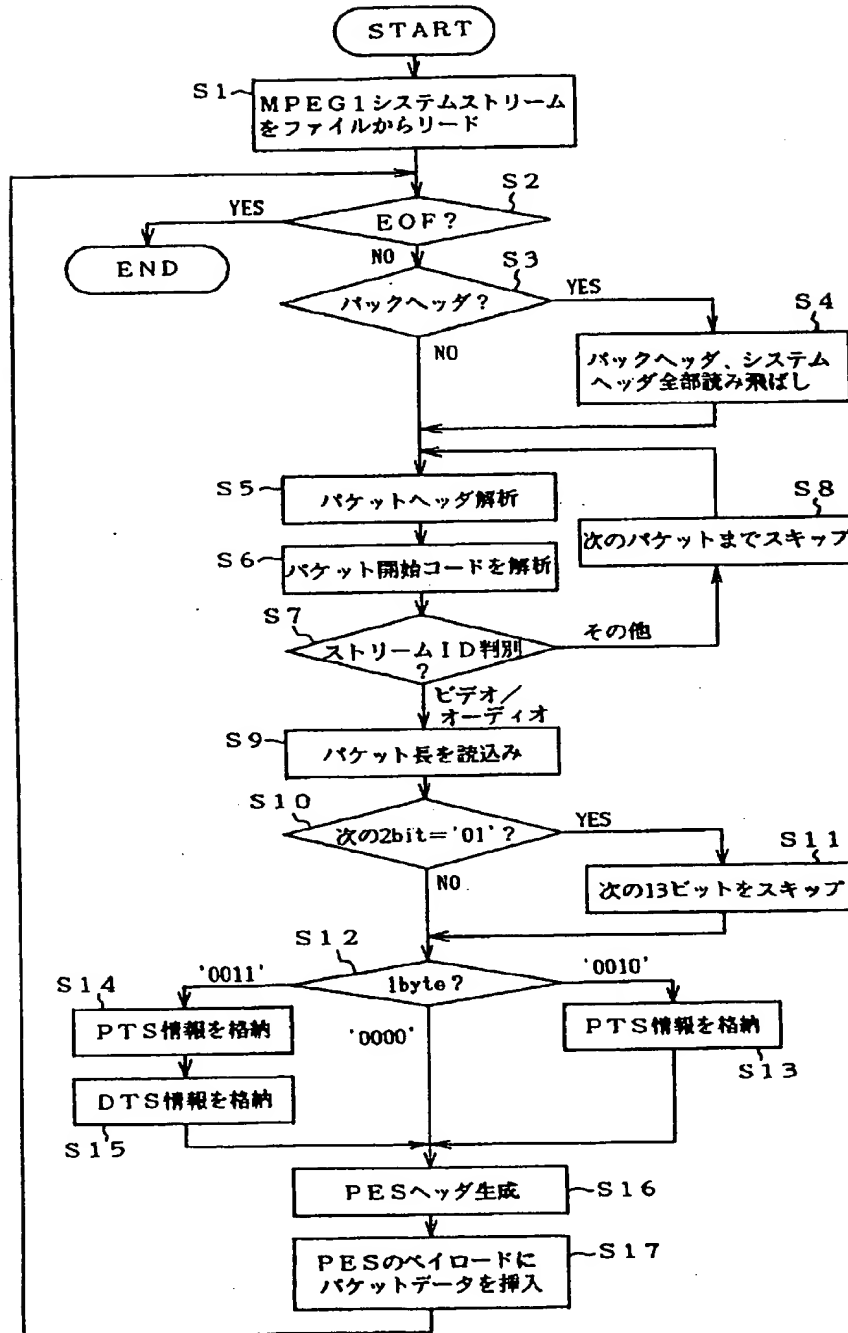 START
S1
MPEG1システムストリーム
をファイルからリード
S2
YES
EOF?
END
NO
S3
パックヘッダ?
YES
S4
NO
パックヘッダ、システム
ヘッダ全部読み飛ばし
S5
パケットヘッダ解析
S8
次のパケットまでスキップ
S6
パケット開始コードを解析
S7
その他
ストリームID判別
?
ビデオ/
オーディオ
S9
パケット長を読込み
S10
YES
次の2bit='01'?
S11
次の13ビットをスキップ
NO
S12
'0011'
'0010'
1byte?
S14
PTS情報を格納
'0000'
PTS情報を格納
S13
DTS情報を格納
S15
PESヘッダ生成
S16
PESのペイロードに
パケットデータを挿入
S17